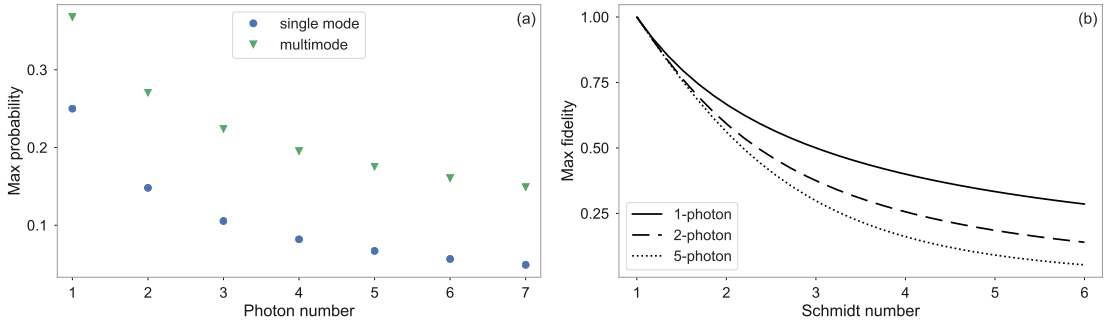 (a)
single mode
multimode
Max probability
0.3
0.2
0.1
1 2 3 4 5 6 7
Photon number
(b)
Max fidelity
1.00
0.75
0.50
0.25
1-photon
2-photon
5-photon
1 2 3 4 5 6
Schmidt number